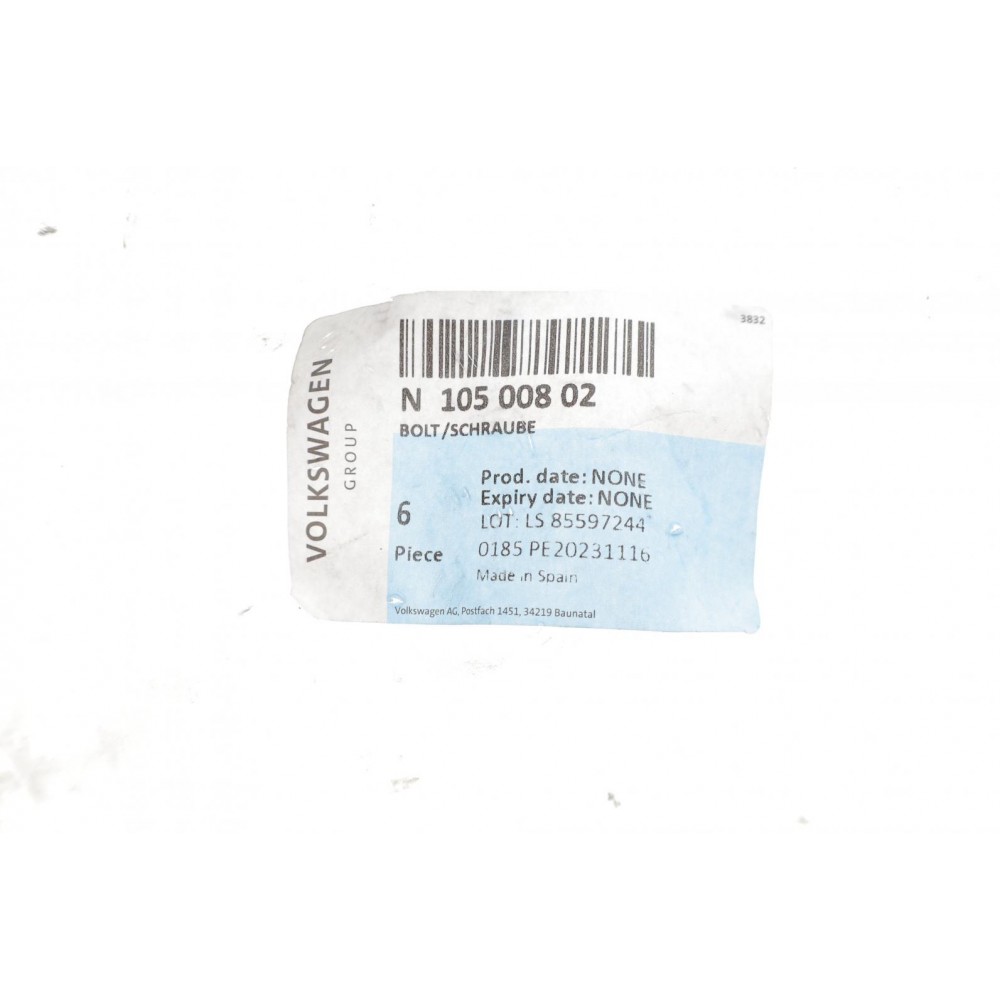 3832
VOLKSWAGEN
GROUP
N 105 008 02
BOLT/SCHRAUBE
Prod. date: NONE
Expiry date: NONE
6
LOT: LS 85597244
Piece
0185 PE20231116
Made in Spain
Volkswagen AG, Postfach 1451, 34219 Baunatal